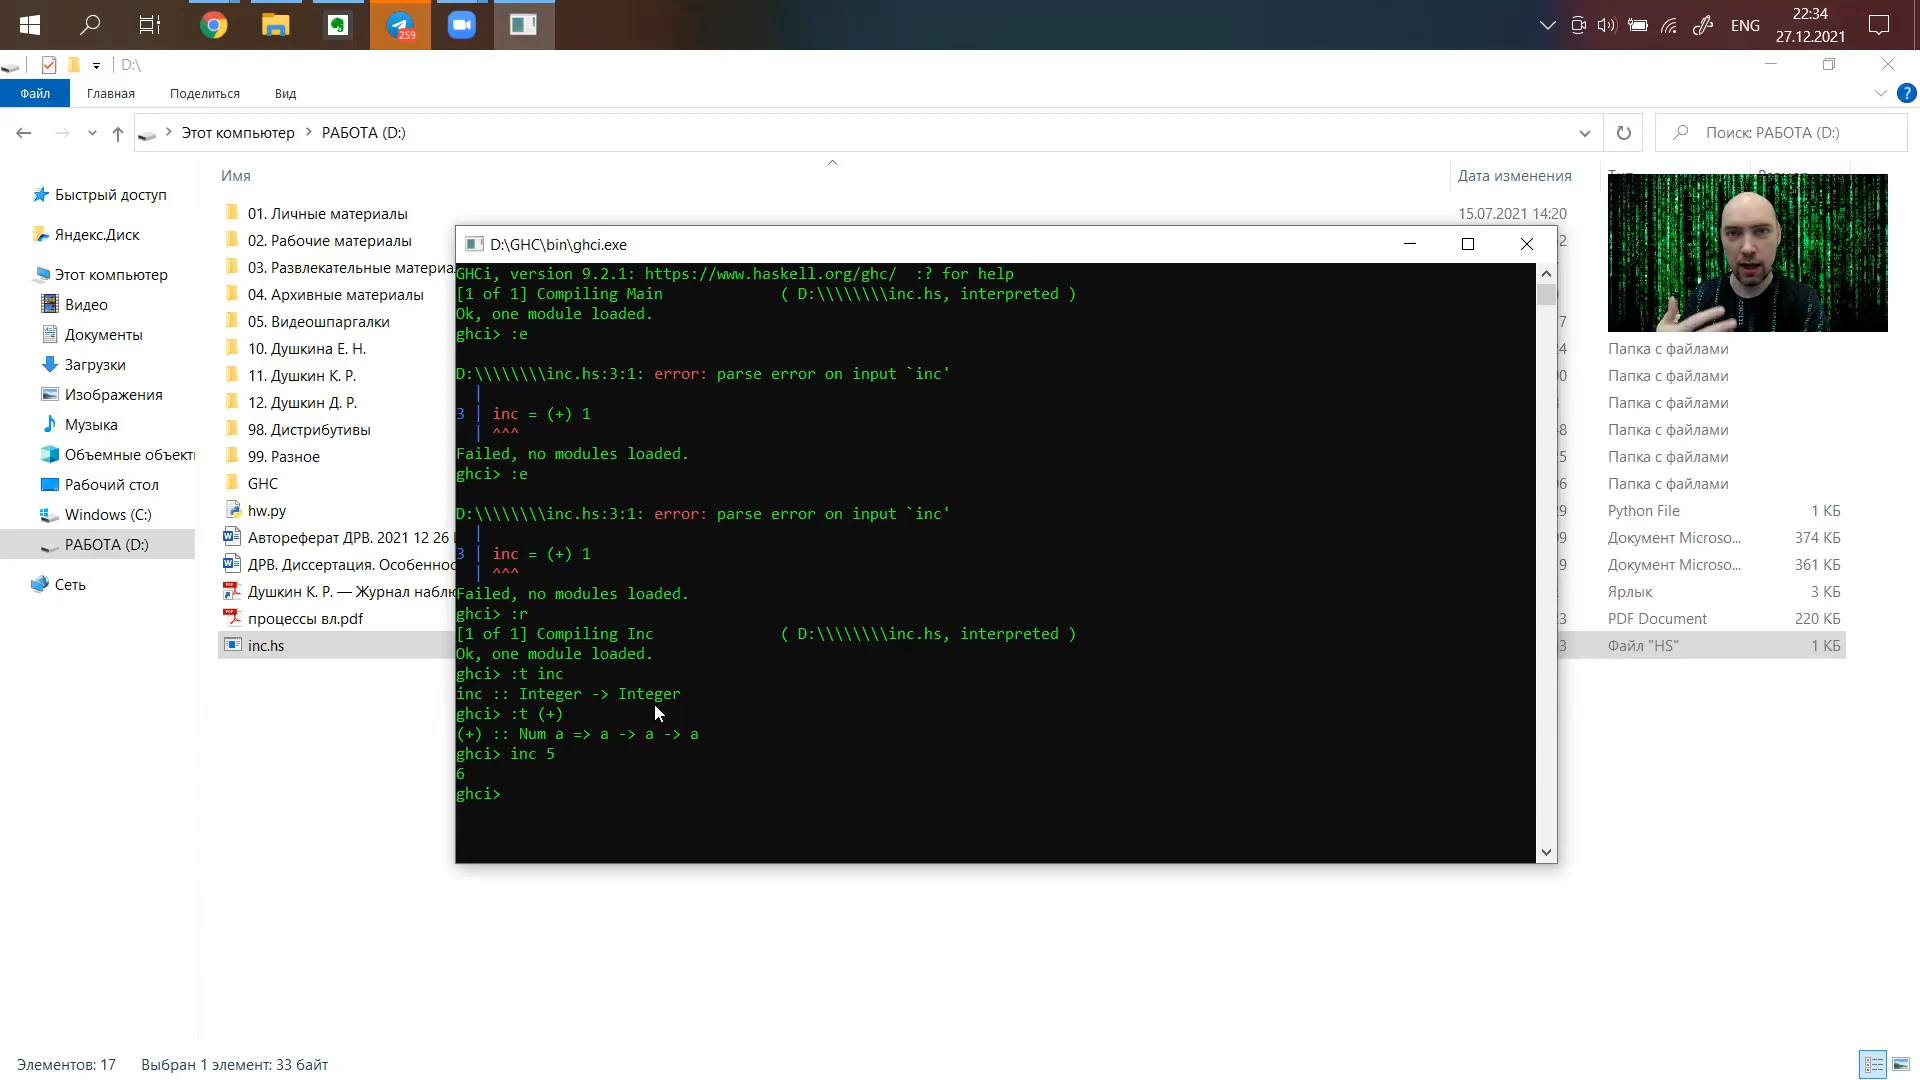 259
ENG
22:34
27.12.2021
D:\
Файл
Главная
Поделиться
Вид
?
Этот компьютер
РАБОТА (D:)
Поиск: РАБОТА (D:)
Имя
Дата изменения
Быстрый доступ
Яндекс.Диск
Этот компьютер
Видео
Документы
Загрузки
Изображения
Музыка
Объемные объект
Рабочий стол
Windows (C:)
РАБОТА (D:)
Сеть
01. Личные материалы
15.07.2021 14:20
02. Рабочие материалы
03. Развлекательные материа
04. Архивные материалы
05. Видеошпаргалки
10. Душкина Е. Н.
Папка с файлами
11. Душкин К. Р.
Папка с файлами
12. Душкин Д. Р.
Папка с файлами
98. Дистрибутивы
Папка с файлами
99. Разное
Папка с файлами
GHC
Папка с файлами
hw.py
Python File
1 КБ
Автореферат ДРВ. 2021 12 26
Документ Microso...
374 КБ
ДРВ. Диссертация. Особеннос
Документ Microso...
361 КБ
Душкин К. Р. — Журнал наблю
Ярлык
3 КБ
процессы вл.pdf
PDF Document
220 КБ
inc.hs
Файл "HS"
1 КБ
D:\GHC\bin\ghci.exe
GHCi, version 9.2.1: https://www.haskell.org/ghc/  :? for help
[1 of 1] Compiling Main             ( D:\\\\\\\\inc.hs, interpreted )
Ok, one module loaded.
ghci> :e
D:\\\\\\\\inc.hs:3:1: error: parse error on input `inc'
|
3 | inc = (+) 1
| ^^^
Failed, no modules loaded.
ghci> :e
D:\\\\\\\\inc.hs:3:1: error: parse error on input `inc'
|
3 | inc = (+) 1
| ^^^
Failed, no modules loaded.
ghci> :r
[1 of 1] Compiling Inc              ( D:\\\\\\\\inc.hs, interpreted )
Ok, one module loaded.
ghci> :t inc
inc :: Integer -> Integer
ghci> :t (+)
(+) :: Num a => a -> a -> a
ghci> inc 5
6
ghci>
Элементов: 17
Выбран 1 элемент: 33 байт